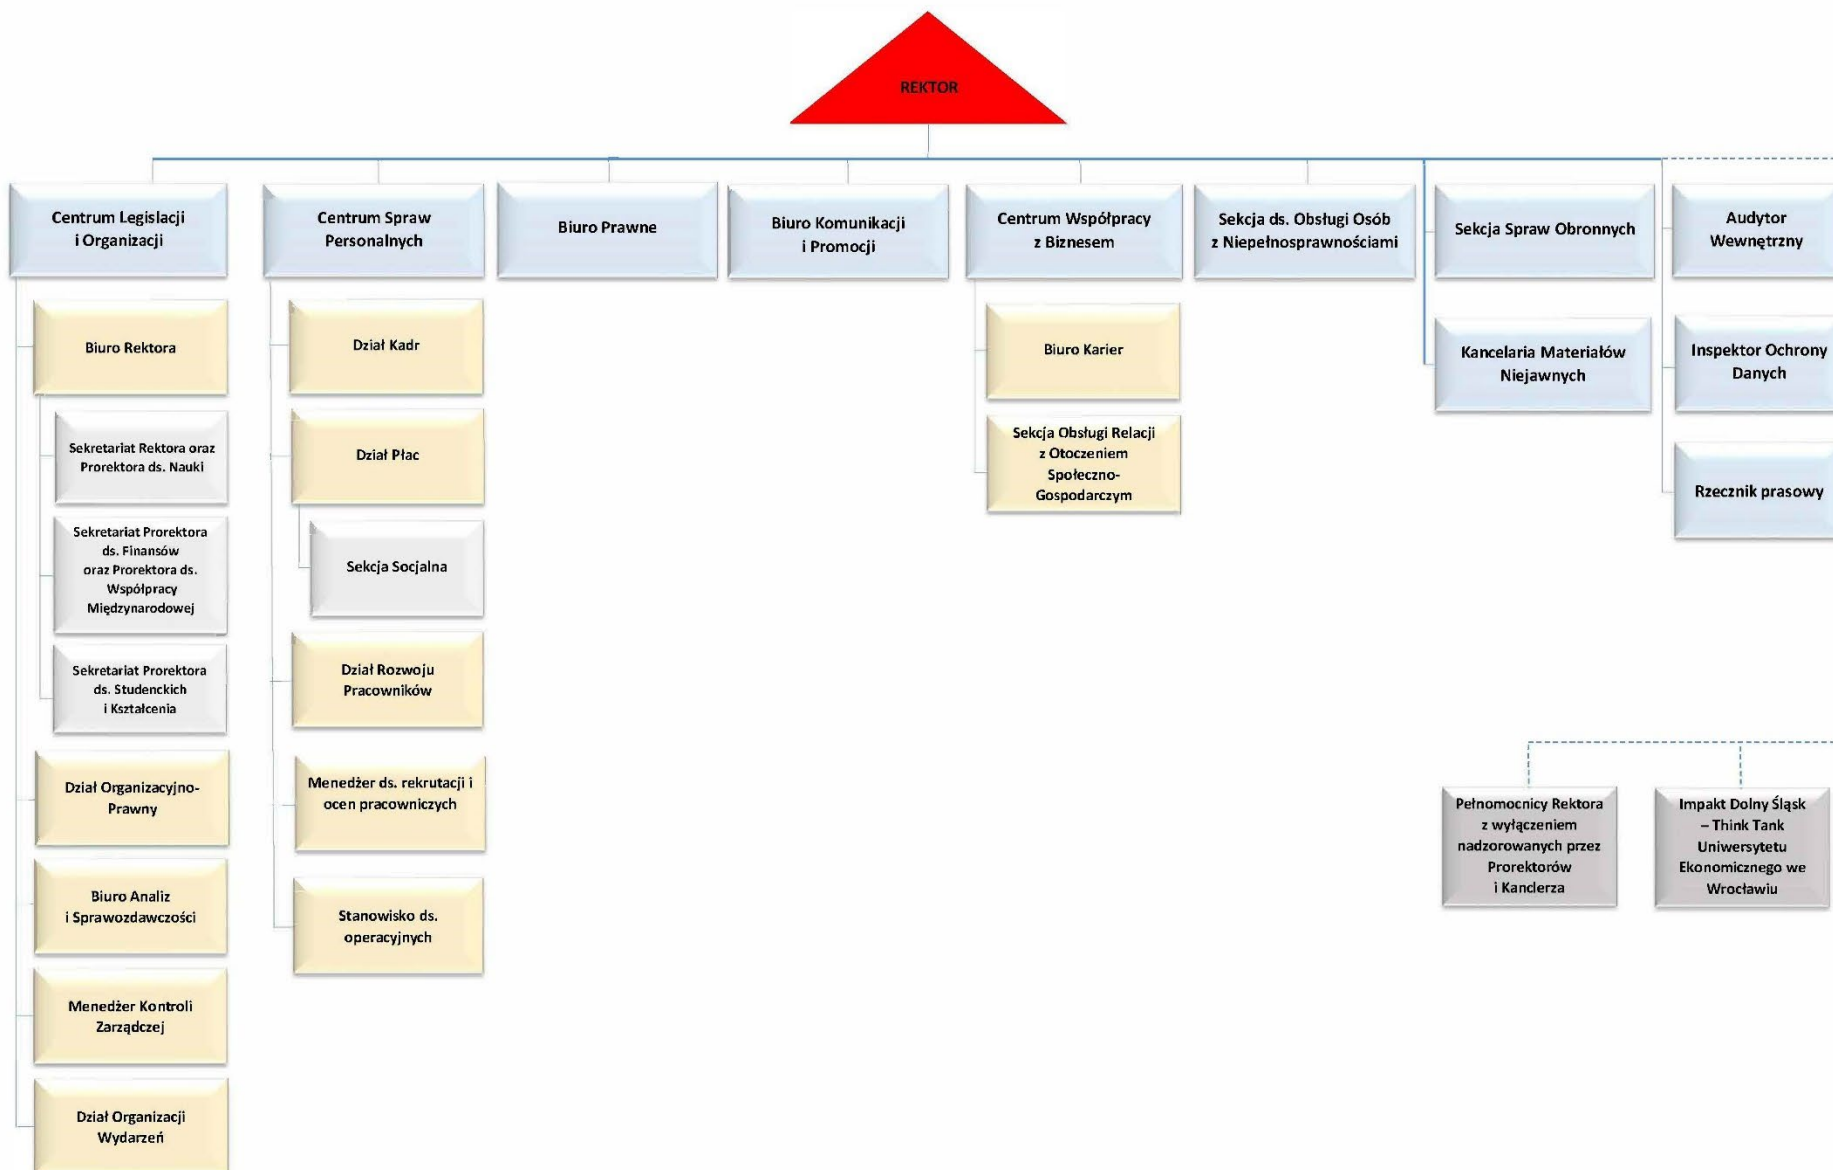 REKTOR
Centrum Legislacji
i Organizacji
Centrum Spraw
Personalnych
Biuro Prawne
Biuro Komunikacji
i Promocji
Centrum Współpracy
z Biznesem
Sekcja ds. Obsługi Osób
z Niepełnosprawnościami
Sekcja Spraw Obronnych
Audytor
Wewnętrzny
Biuro Rektora
Sekretariat Rektora oraz
Prorektora ds. Nauki
Sekretariat Prorektora
ds. Finansów
oraz Prorektora ds.
Współpracy
Międzynarodowej
Sekretariat Prorektora
ds. Studenckich
i Kształcenia
Dział Organizacyjno-
Prawny
Biuro Analiz
i Sprawozdawczości
Menedżer Kontroli
Zarządczej
Dział Organizacji
Wydarzeń
Dział Kadr
Dział Płac
Sekcja Socjalna
Dział Rozwoju
Pracowników
Menedżer ds. rekrutacji i
ocen pracowniczych
Stanowisko ds.
operacyjnych
Biuro Karier
Sekcja Obsługi Relacji
z Otoczeniem
Społeczno-
Gospodarczym
Kancelaria Materiałów
Niejawnych
Inspektor Ochrony
Danych
Rzecznik prasowy
Pełnomocnicy Rektora
z wyłączeniem
nadzorowanych przez
Prorektorów
i Kanclerza
Impakt Dolny Śląsk
– Think Tank
Uniwersytetu
Ekonomicznego we
Wrocławiu